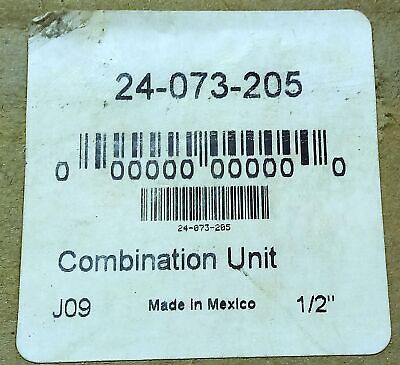 24-073-205
0 00000 00000 0
24-073-205
Combination Unit
J09 Made in Mexico 1/2"